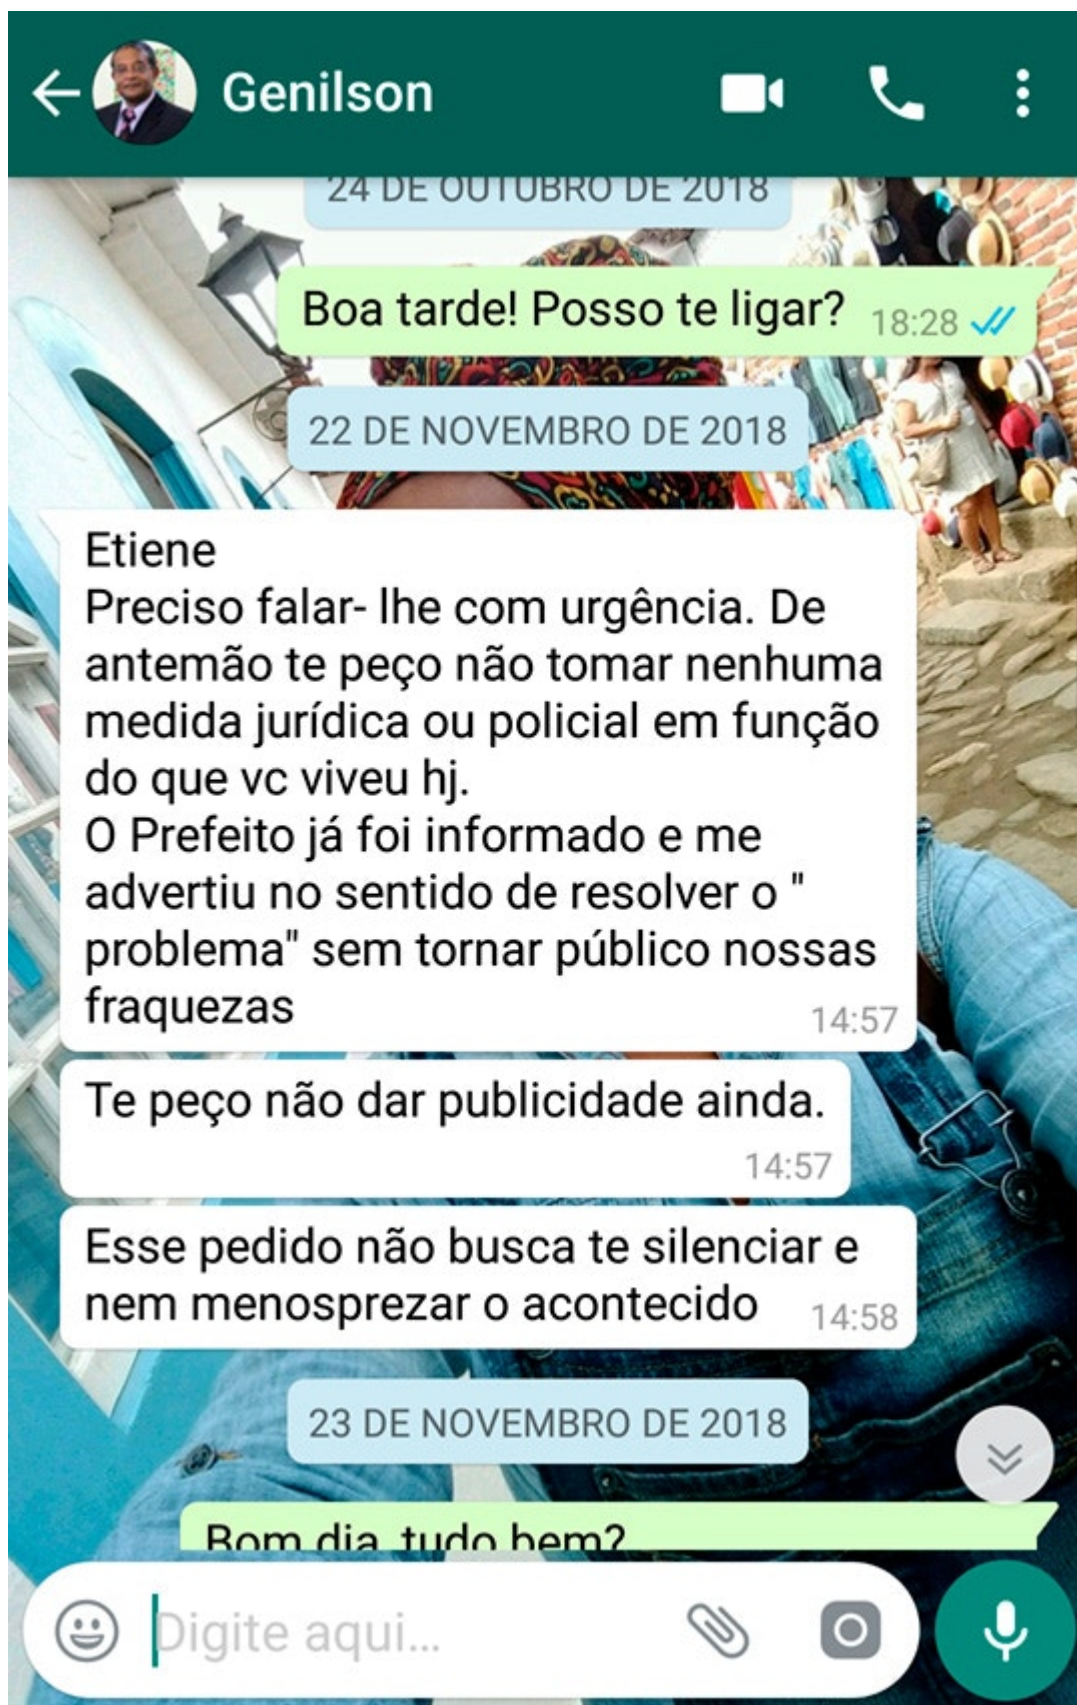 Genilson
24 DE OUTUBRO DE 2018
Boa tarde! Posso te ligar? 18:28
22 DE NOVEMBRO DE 2018
Etiene
Preciso falar- lhe com urgência. De
antemão te peço não tomar nenhuma
medida jurídica ou policial em função
do que vc viveu hj.
O Prefeito já foi informado e me
advertiu no sentido de resolver o "
problema" sem tornar público nossas
fraquezas 14:57
Te peço não dar publicidade ainda.
14:57
Esse pedido não busca te silenciar e
nem menosprezar o acontecido 14:58
23 DE NOVEMBRO DE 2018
Bom dia, tudo bem?
Digite aqui...